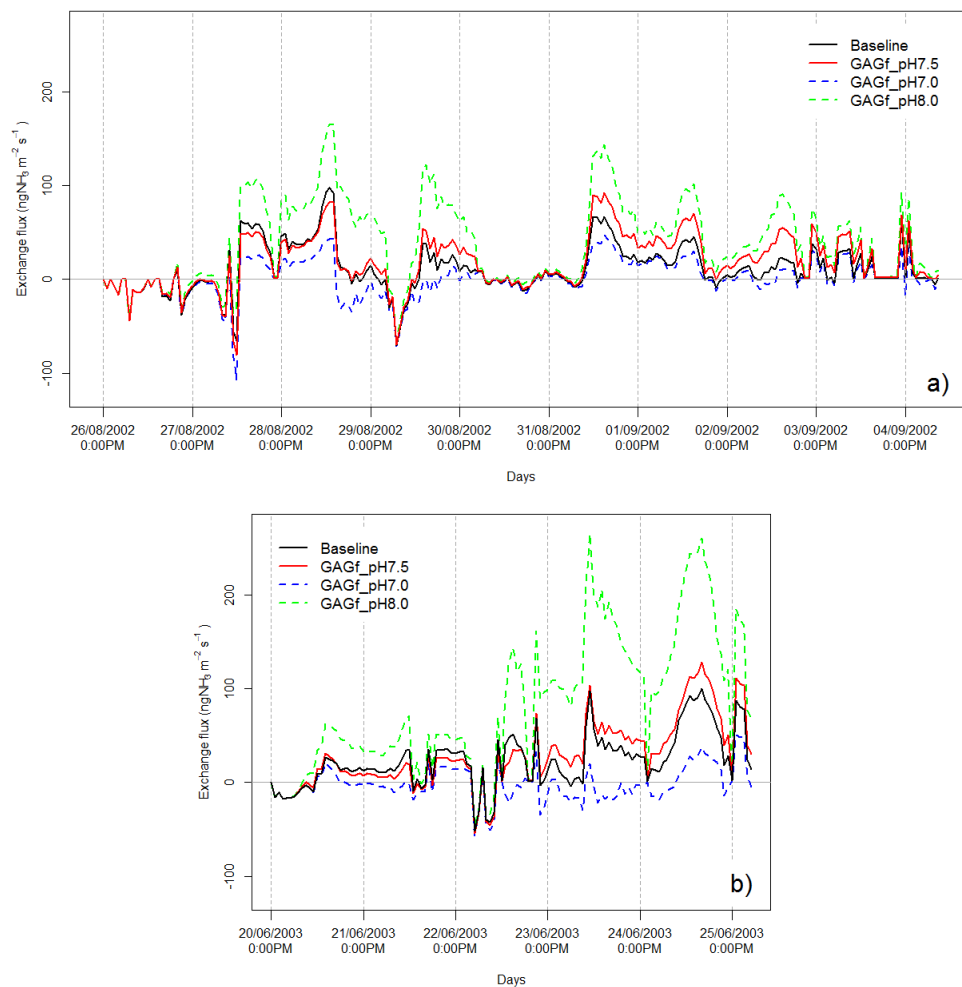 Baseline
GAGf_pH7.5
GAGf_pH7.0
GAGf_pH8.0
Exchange flux (ngNH₃ m⁻² s⁻¹)
200
100
0
-100
a)
26/08/2002 27/08/2002 28/08/2002 29/08/2002 30/08/2002 31/08/2002 01/09/2002 02/09/2002 03/09/2002 04/09/2002
0:00PM 0:00PM 0:00PM 0:00PM 0:00PM 0:00PM 0:00PM 0:00PM 0:00PM 0:00PM
Days
Baseline
GAGf_pH7.5
GAGf_pH7.0
GAGf_pH8.0
Exchange flux (ngNH₃ m⁻² s⁻¹)
200
100
0
-100
b)
20/06/2003 21/06/2003 22/06/2003 23/06/2003 24/06/2003 25/06/2003
0:00PM 0:00PM 0:00PM 0:00PM 0:00PM 0:00PM
Days